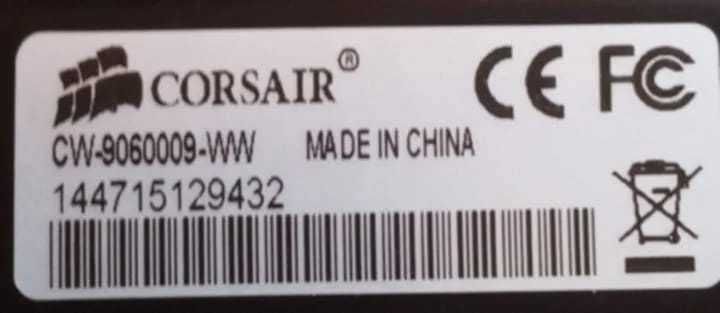 CORSAIR® CE FC
CW-9060009-WW MADE IN CHINA
144715129432